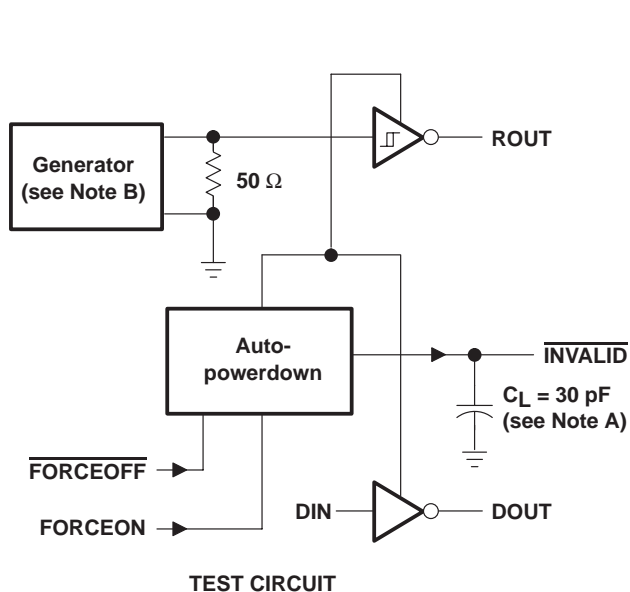 ROUT
Generator
(see Note B)
50 Ω
Auto-
powerdown
INVALID
CL = 30 pF
(see Note A)
FORCEOFF
FORCEON
DIN
DOUT
TEST CIRCUIT